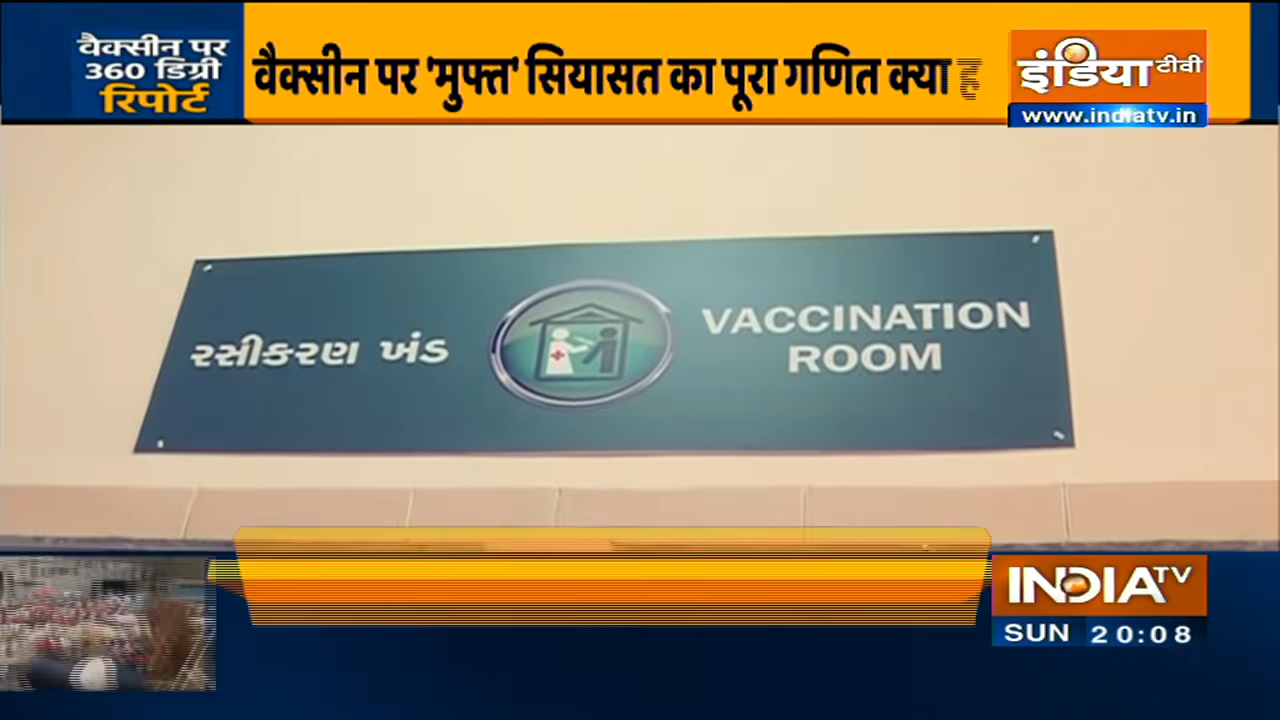 वैक्सीन पर
360 डिग्री
रिपोर्ट
वैक्सीन पर 'मुफ्त' सियासत का पूरा गणित क्या
इंडिया टीवी
www.indiatv.in
રસીકરણ ખંડ
VACCINATION
ROOM
INDIA TV
SUN 20:08